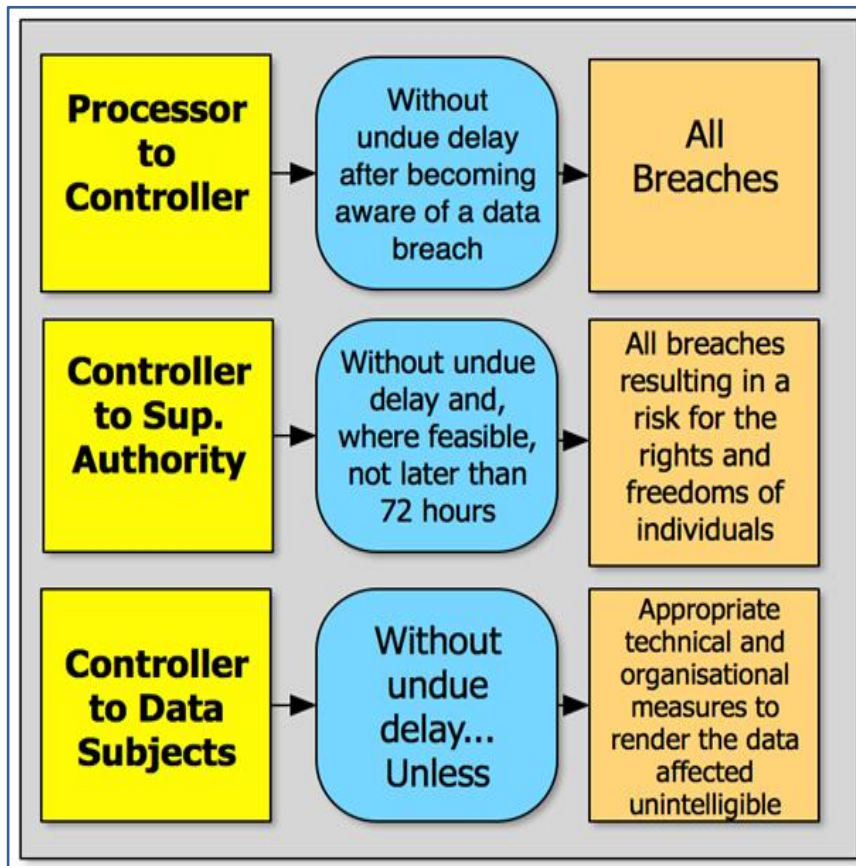 Processor
to
Controller
Without
undue delay
after becoming
aware of a data
breach
All
Breaches
Controller
to Sup.
Authority
Without undue
delay and,
where feasible,
not later than
72 hours
All breaches
resulting in a
risk for the
rights and
freedoms of
individuals
Controller
to Data
Subjects
Without
undue
delay...
Unless
Appropriate
technical and
organisational
measures to
render the data
affected
unintelligible